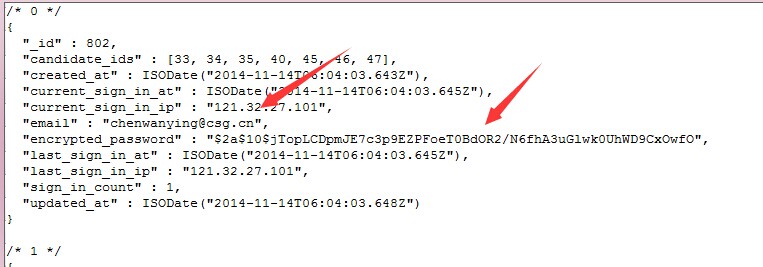 /* 0 */
{
"_id" : 802,
"candidate_ids" : [33, 34, 35, 40, 45, 46, 47],
"created_at" : ISODate("2014-11-14T06:04:03.643Z"),
"current_sign_in_at" : ISODate("2014-11-14T06:04:03.645Z"),
"current_sign_in_ip" : "121.32.27.101",
"email" : "chenwanying@csg.cn",
"encrypted_password" : "$2a$10$jTopLCDpmJE7c3p9EZPFoeT0BdOR2/N6fhA3uGlwk0UhWD9CxOwfO",
"last_sign_in_at" : ISODate("2014-11-14T06:04:03.645Z"),
"last_sign_in_ip" : "121.32.27.101",
"sign_in_count" : 1,
"updated_at" : ISODate("2014-11-14T06:04:03.648Z")
}
/* 1 */